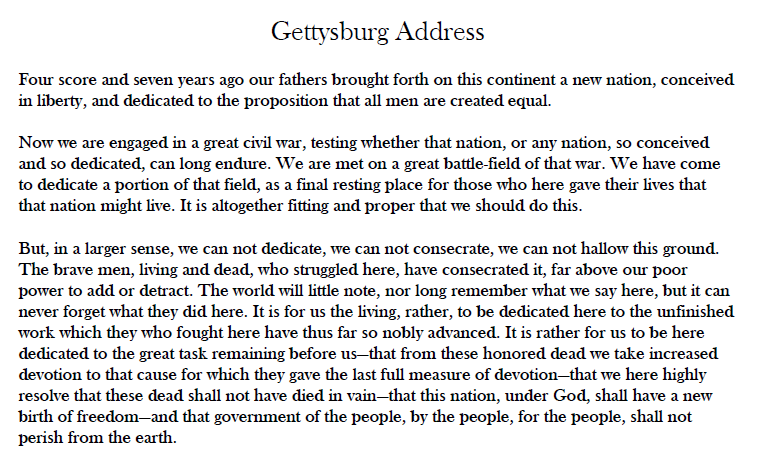 Gettysburg Address
Four score and seven years ago our fathers brought forth on this continent a new nation, conceived
in liberty, and dedicated to the proposition that all men are created equal.
Now we are engaged in a great civil war, testing whether that nation, or any nation, so conceived
and so dedicated, can long endure. We are met on a great battle-field of that war. We have come
to dedicate a portion of that field, as a final resting place for those who here gave their lives that
that nation might live. It is altogether fitting and proper that we should do this.
But, in a larger sense, we can not dedicate, we can not consecrate, we can not hallow this ground.
The brave men, living and dead, who struggled here, have consecrated it, far above our poor
power to add or detract. The world will little note, nor long remember what we say here, but it can
never forget what they did here. It is for us the living, rather, to be dedicated here to the unfinished
work which they who fought here have thus far so nobly advanced. It is rather for us to be here
dedicated to the great task remaining before us—that from these honored dead we take increased
devotion to that cause for which they gave the last full measure of devotion—that we here highly
resolve that these dead shall not have died in vain—that this nation, under God, shall have a new
birth of freedom—and that government of the people, by the people, for the people, shall not
perish from the earth.